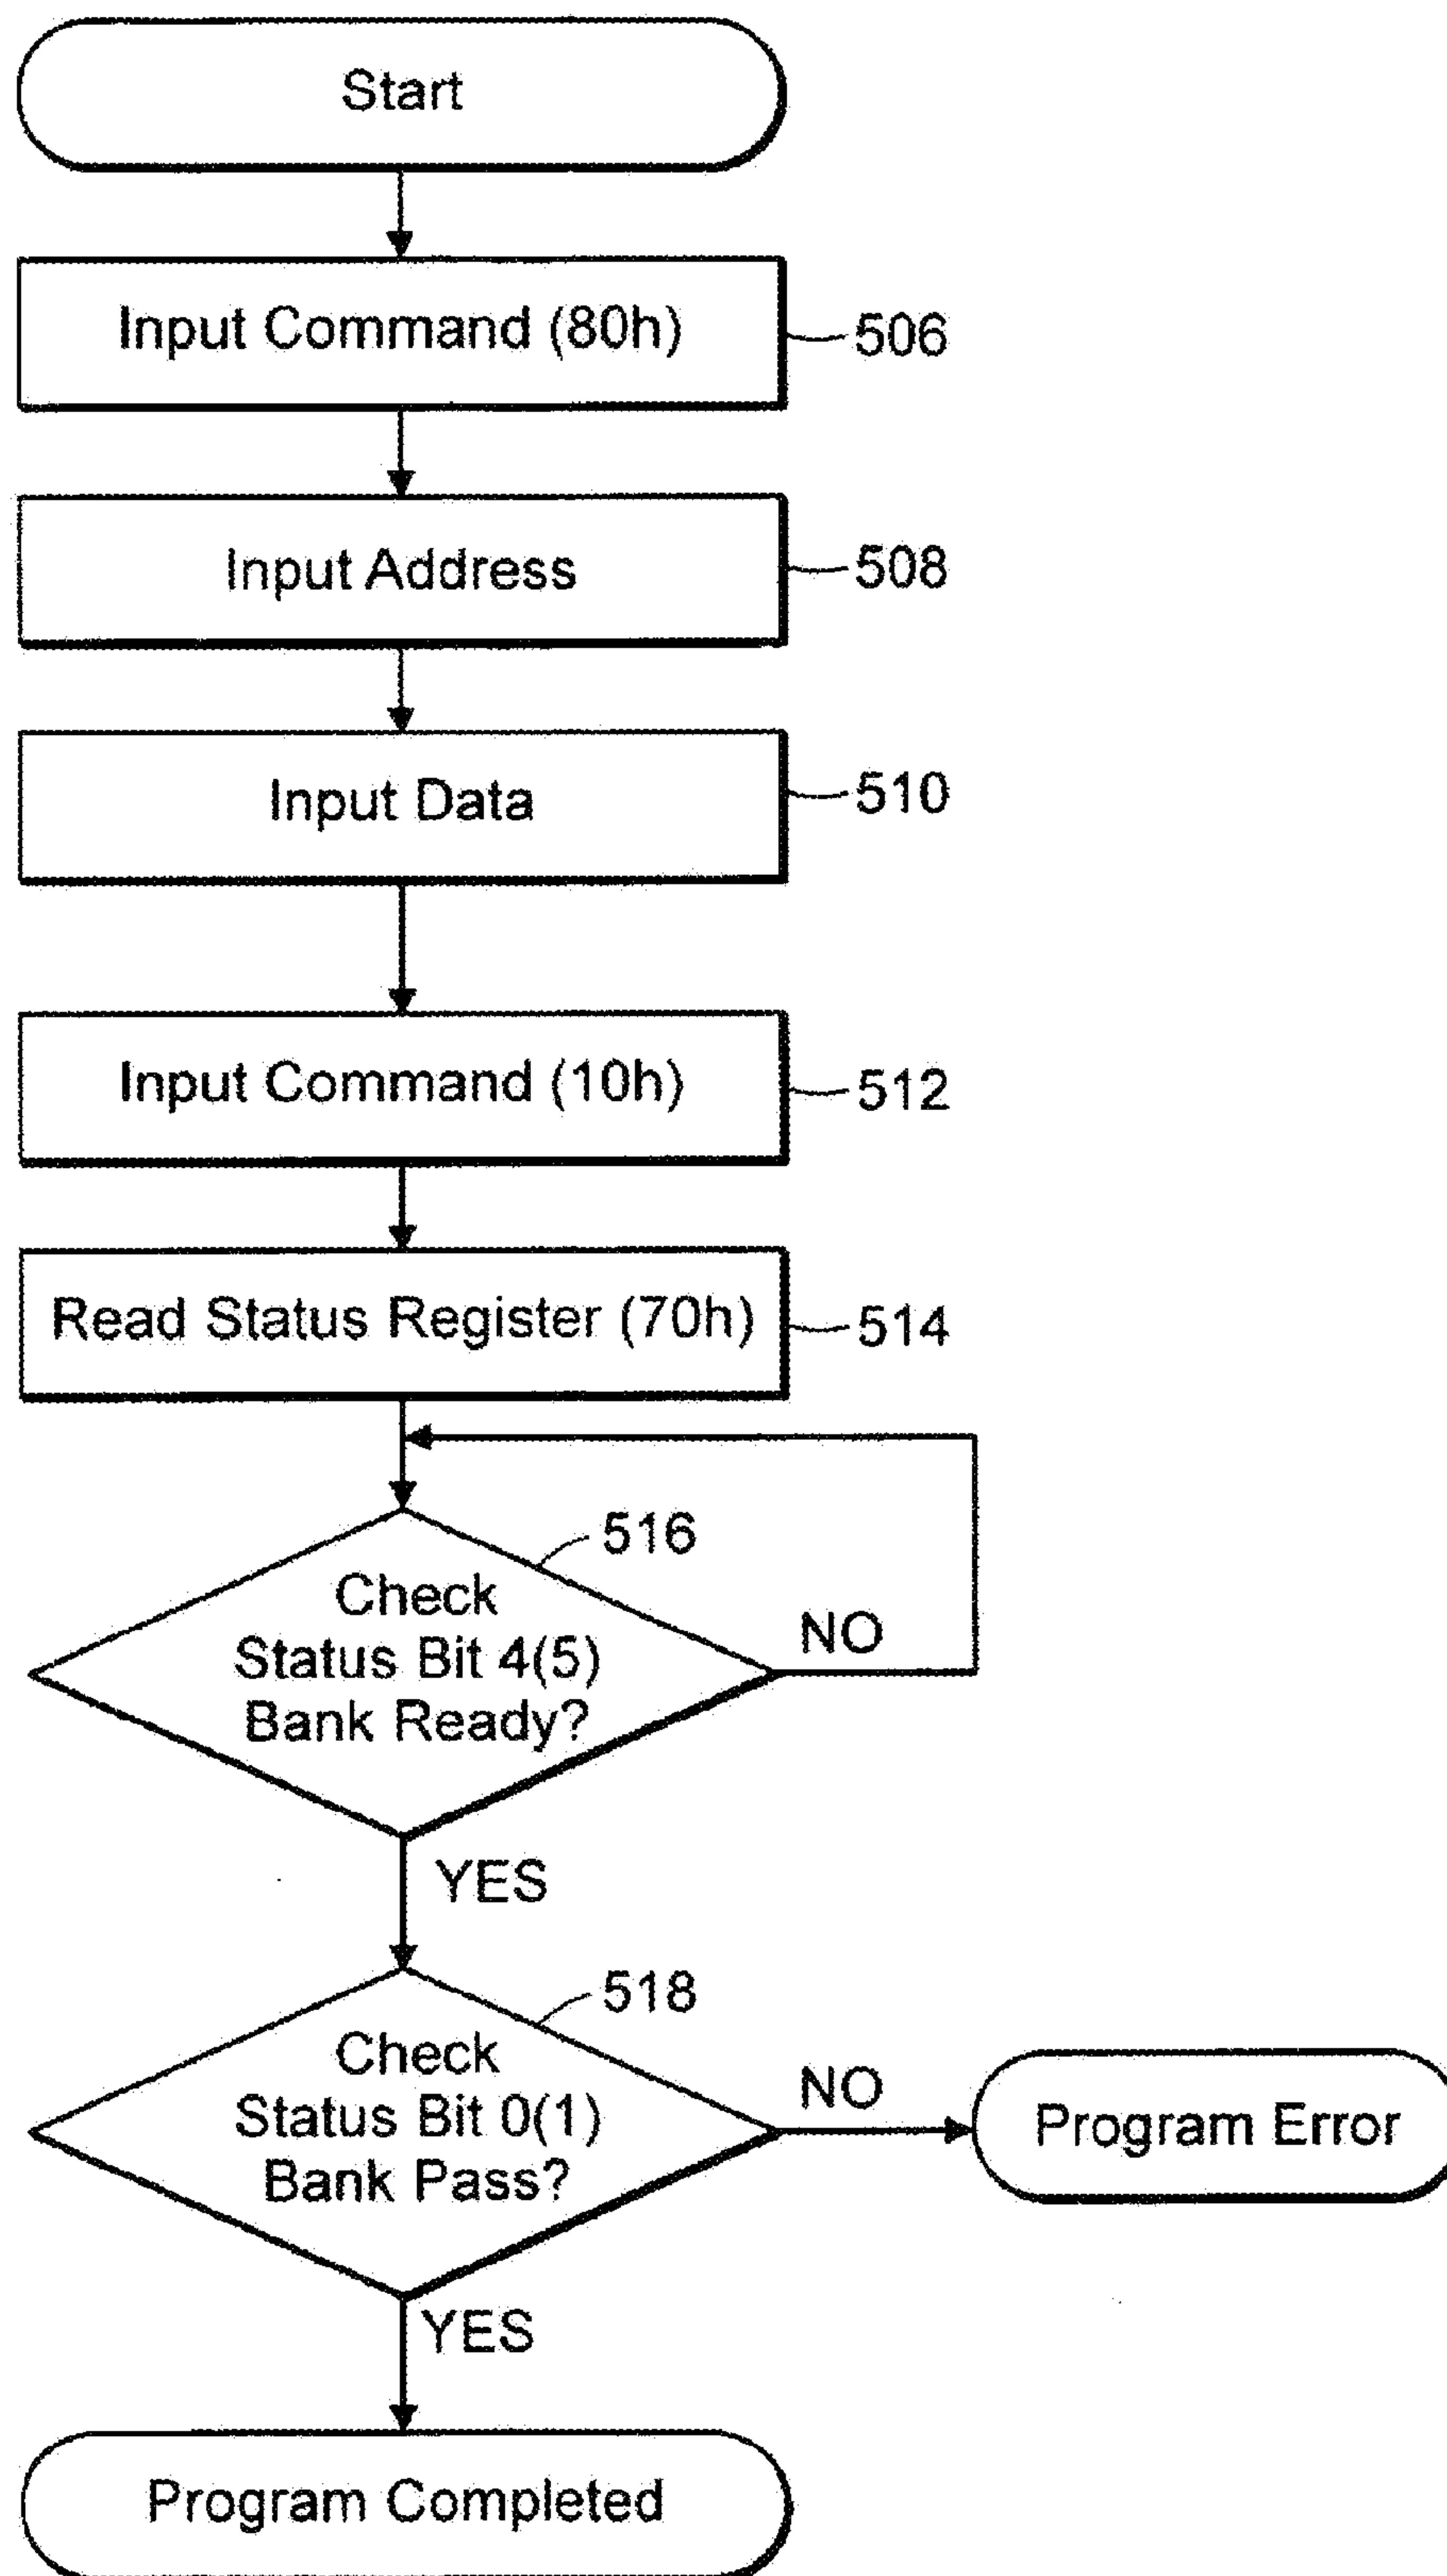 Start
Input Command (80h)
506
Input Address
508
Input Data
510
Input Command (10h)
512
Read Status Register (70h)
514
516
Check
Status Bit 4(5)
Bank Ready?
NO
YES
518
Check
Status Bit 0(1)
Bank Pass?
NO
Program Error
YES
Program Completed